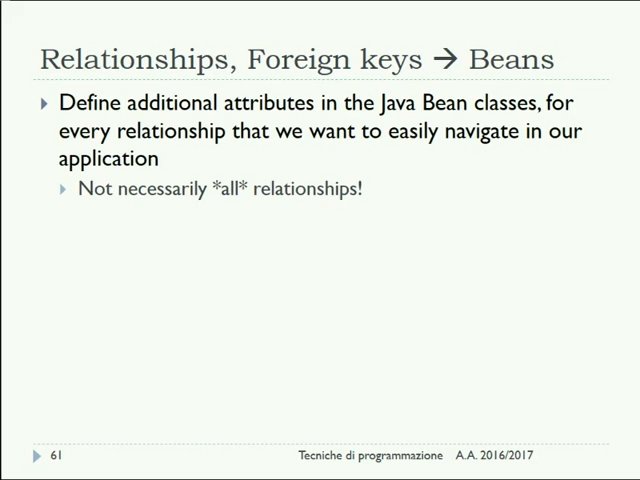 Relationships, Foreign keys → Beans
Define additional attributes in the Java Bean classes, for
every relationship that we want to easily navigate in our
application
Not necessarily *all* relationships!
61
Tecniche di programmazione A.A. 2016/2017